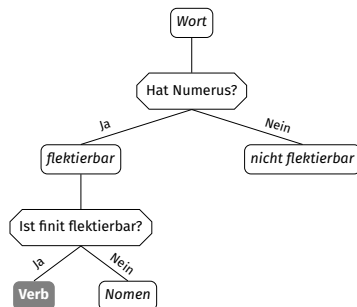 Wort
Hat Numerus?
Ja
Nein
flektierbar
nicht flektierbar
Ist finit flektierbar?
Ja
Nein
Verb
Nomen